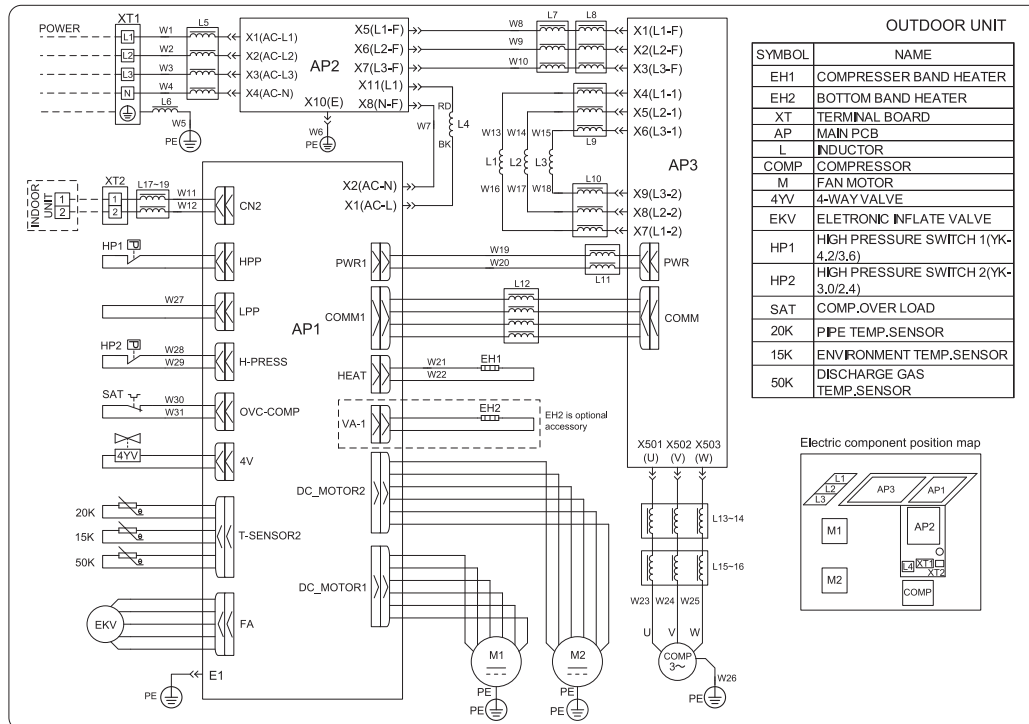 POWER
XT1
L1
L2
L3
N
W1
W2
W3
W4
L5
L6
W5
PE
X1(AC-L1)
X2(AC-L2)
X3(AC-L3)
X4(AC-N)
AP2
X5(L1-F)
X6(L2-F)
X7(L3-F)
X11(L1)
X8(N-F)
X10(E)
W6
PE
RD
W7
L4
BK
W8
W9
W10
L7
L8
X1(L1-F)
X2(L2-F)
X3(L3-F)
X4(L1-1)
X5(L2-1)
X6(L3-1)
L9
AP3
W13
W14
W15
L1
L2
L3
W16
W17
W18
L10
X9(L3-2)
X8(L2-2)
X7(L1-2)
INDOOR
UNIT
1
2
XT2
1
2
L17~19
W11
W12
CN2
X2(AC-N)
X1(AC-L)
HP1
P
HPP
PWR1
W19
W20
L11
PWR
W27
LPP
AP1
COMM1
L12
COMM
HP2
P
W28
W29
H-PRESS
HEAT
W21
W22
EH1
SAT
W30
W31
OVC-COMP
VA-1
EH2
EH2 is optional
accessory
4YV
4V
DC_MOTOR2
20K
15K
50K
T-SENSOR2
DC_MOTOR1
EKV
FA
E1
PE
M1
PE
M2
PE
X501 X502 X503
(U) (V) (W)
L13~14
L15~16
W23
W24
W25
U V W
COMP
3~
W26
PE
OUTDOOR UNIT
SYMBOL NAME
EH1 COMPRESSER BAND HEATER
EH2 BOTTOM BAND HEATER
XT TERMINAL BOARD
AP MAIN PCB
L INDUCTOR
COMP COMPRESSOR
M FAN MOTOR
4YV 4-WAY VALVE
EKV ELETRONIC INFLATE VALVE
HP1 HIGH PRESSURE SWITCH 1(YK-
4.2/3.6)
HP2 HIGH PRESSURE SWITCH 2(YK-
3.0/2.4)
SAT COMP.OVER LOAD
20K PIPE TEMP.SENSOR
15K ENVIRONMENT TEMP.SENSOR
50K DISCHARGE GAS
TEMP.SENSOR
Electric component position map
L1
L2
L3
AP3
AP1
M1
AP2
L4
XT1
XT2
M2
COMP